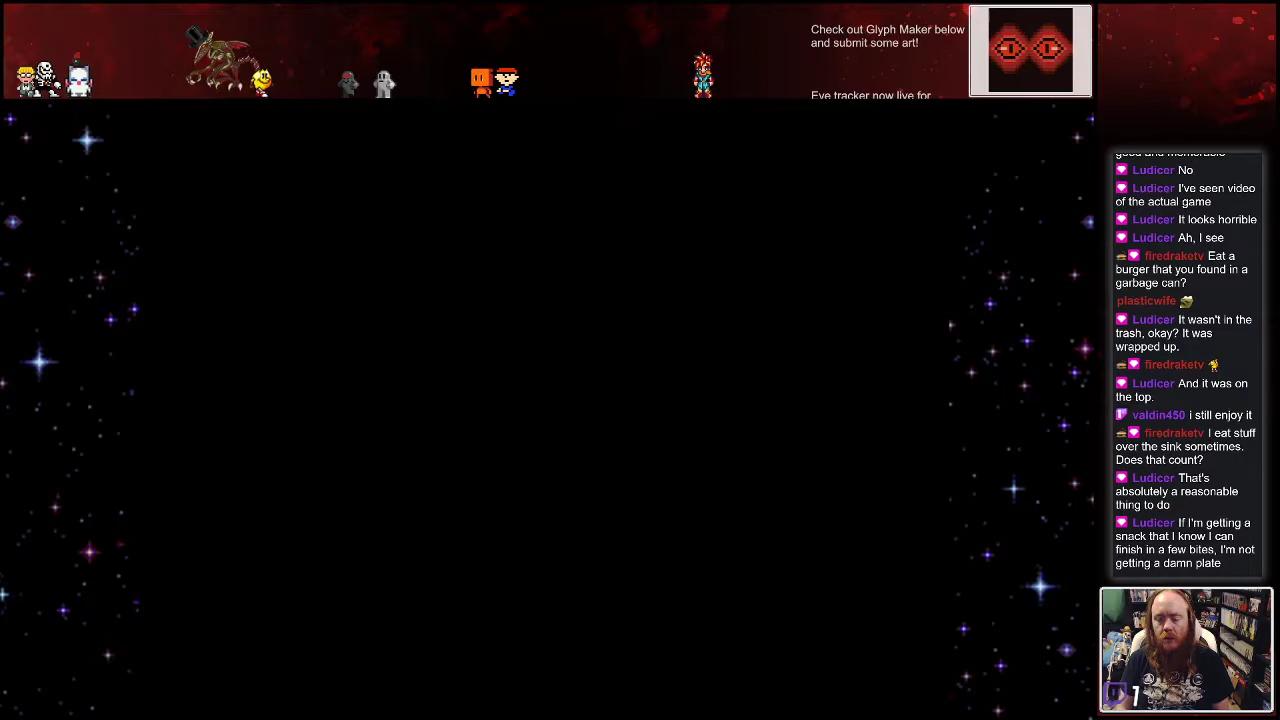 Check out Glyph Maker below
and submit some art!
Eye tracker now live for
good and memorable
Ludicer No
Ludicer I've seen video
of the actual game
Ludicer It looks horrible
Ludicer Ah, I see
firedraketv Eat a
burger that you found in a
garbage can?
plasticwife
Ludicer It wasn't in the
trash, okay? It was
wrapped up.
firedraketv
Ludicer And it was on
the top.
valdin450 i still enjoy it
firedraketv I eat stuff
over the sink sometimes.
Does that count?
Ludicer That's
absolutely a reasonable
thing to do
Ludicer If I'm getting a
snack that I know I can
finish in a few bites, I'm not
getting a damn plate
7